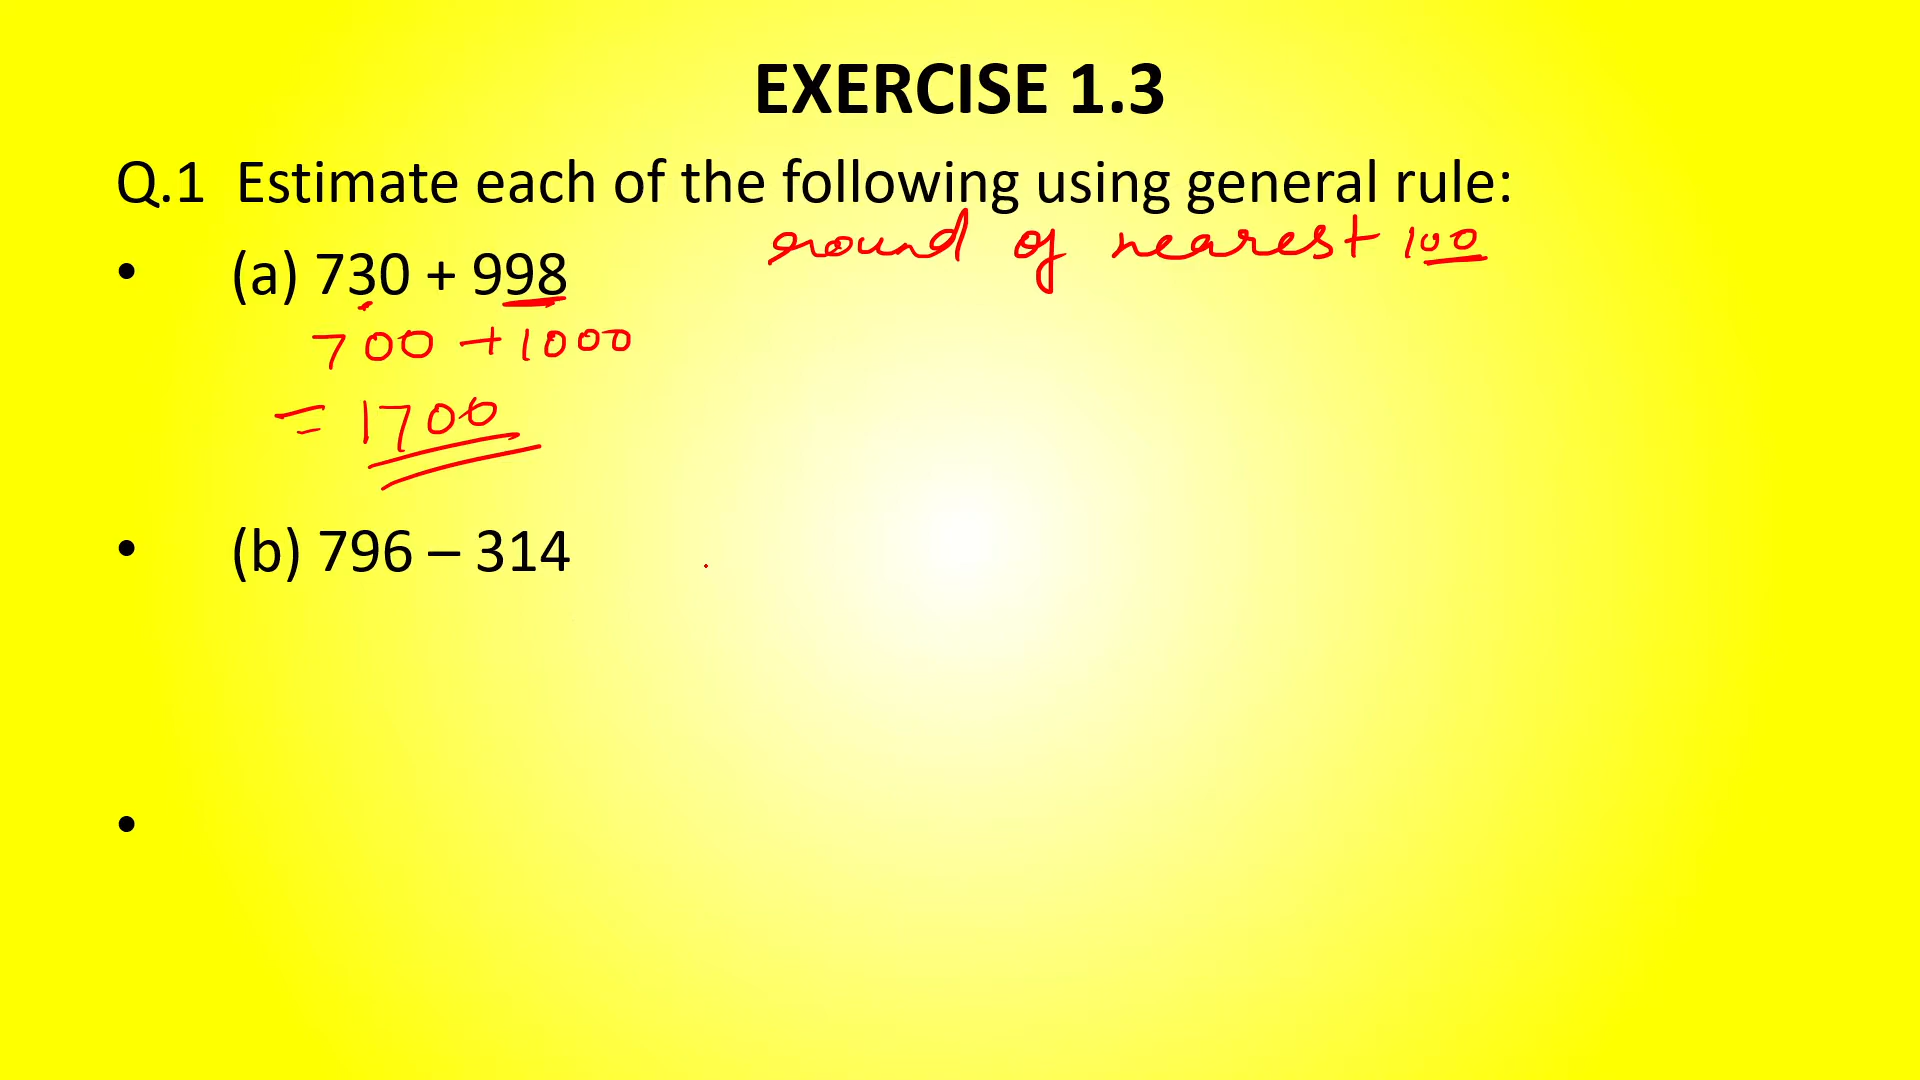 EXERCISE 1.3
Q.1 Estimate each of the following using general rule:
round of nearest 100
• (a) 730 + 998
700 + 1000
= 1700
• (b) 796 – 314
•